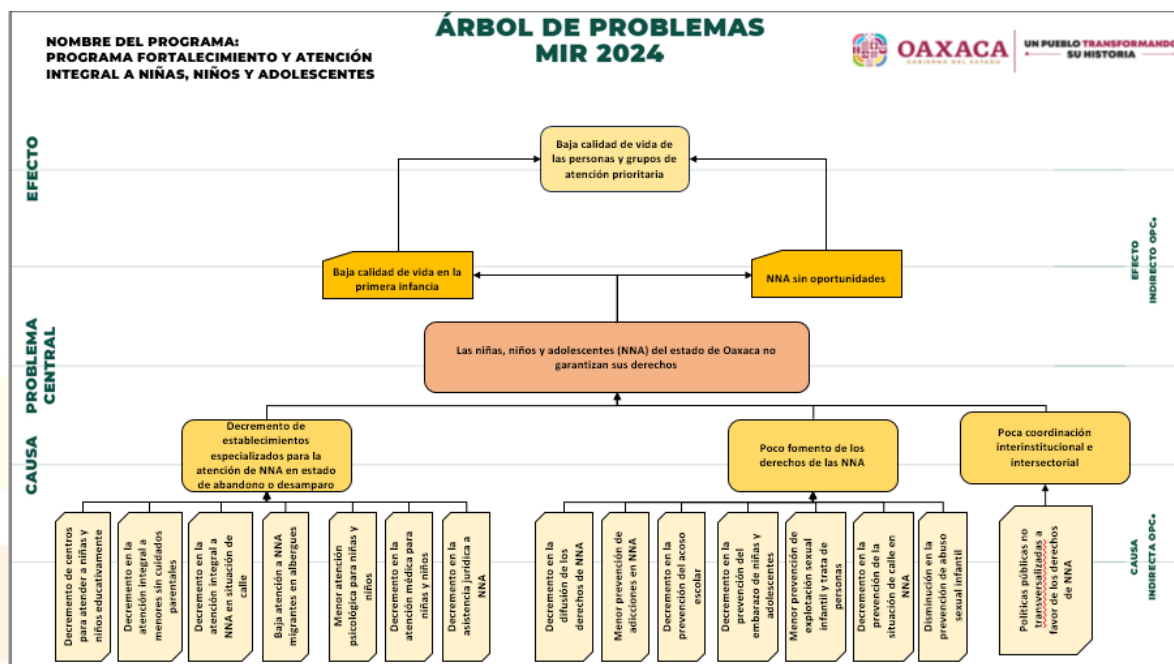 ÁRBOL DE PROBLEMAS
MIR 2024
NOMBRE DEL PROGRAMA:
PROGRAMA FORTALECIMIENTO Y ATENCIÓN
INTEGRAL A NIÑAS, NIÑOS Y ADOLESCENTES
OAXACA
GOBIERNO DEL ESTADO
UN PUEBLO TRANSFORMANDO
SU HISTORIA
EFECTO
Baja calidad de vida de
las personas y grupos de
atención prioritaria
EFECTO
INDIRECTO OPC.
Baja calidad de vida en la
primera infancia
NNA sin oportunidades
PROBLEMA
CENTRAL
Las niñas, niños y adolescentes (NNA) del estado de Oaxaca no
garantizan sus derechos
CAUSA
Decremento de
establecimientos
especializados para la
atención de NNA en estado
de abandono o desamparo
Poco fomento de los
derechos de las NNA
Poca coordinación
interinstitucional e
intersectorial
CAUSA
INDIRECTA OPC.
Decremento de centros
para atender a niñas y
niños educativamente
Decremento en la
atención integral a
menores sin cuidados
parentales
Decremento en la
atención integral a
NNA en situación de
calle
Baja atención a NNA
migrantes en albergues
Menor atención
psicológica para niñas y
niños
Decremento en la
atención médica para
niñas y niños
Decremento en la
asistencia jurídica a
NNA
Decremento en la
difusión de los
derechos de NNA
Menor prevención de
adicciones en NNA
Decremento en la
prevención del acoso
escolar
Decremento en la
prevención del
embarazo de niñas y
adolescentes
Menor prevención de
explotación sexual
infantil y trata de
personas
Decremento en la
prevención de la
situación de calle en
NNA
Disminución en la
prevención de abuso
sexual infantil
Políticas públicas no
transversalizadas a
favor de los derechos
de NNA